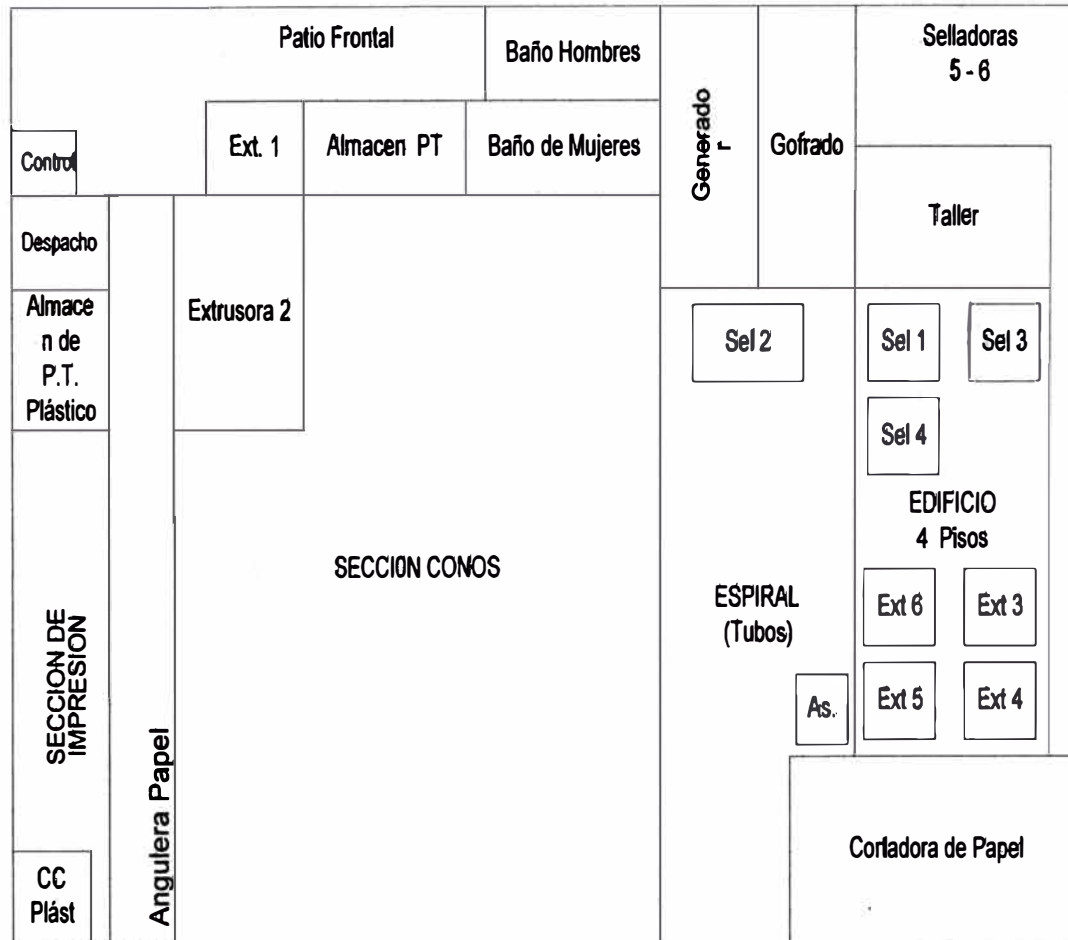 Patio Frontal
Baño Hombres
Selladoras
5 - 6
Control
Ext. 1
Almacen PT
Baño de Mujeres
Generado
r
Gofrado
Taller
Despacho
Almace
n de
P.T.
Plástico
Extrusora 2
Sel 2
Sel 1
Sel 3
Sel 4
EDIFICIO
4 Pisos
SECCION CONOS
ESPIRAL
(Tubos)
Ext 6
Ext 3
SECCION DE
IMPRESION
As.
Ext 5
Ext 4
Angulera Papel
Cortadora de Papel
CC
Plást